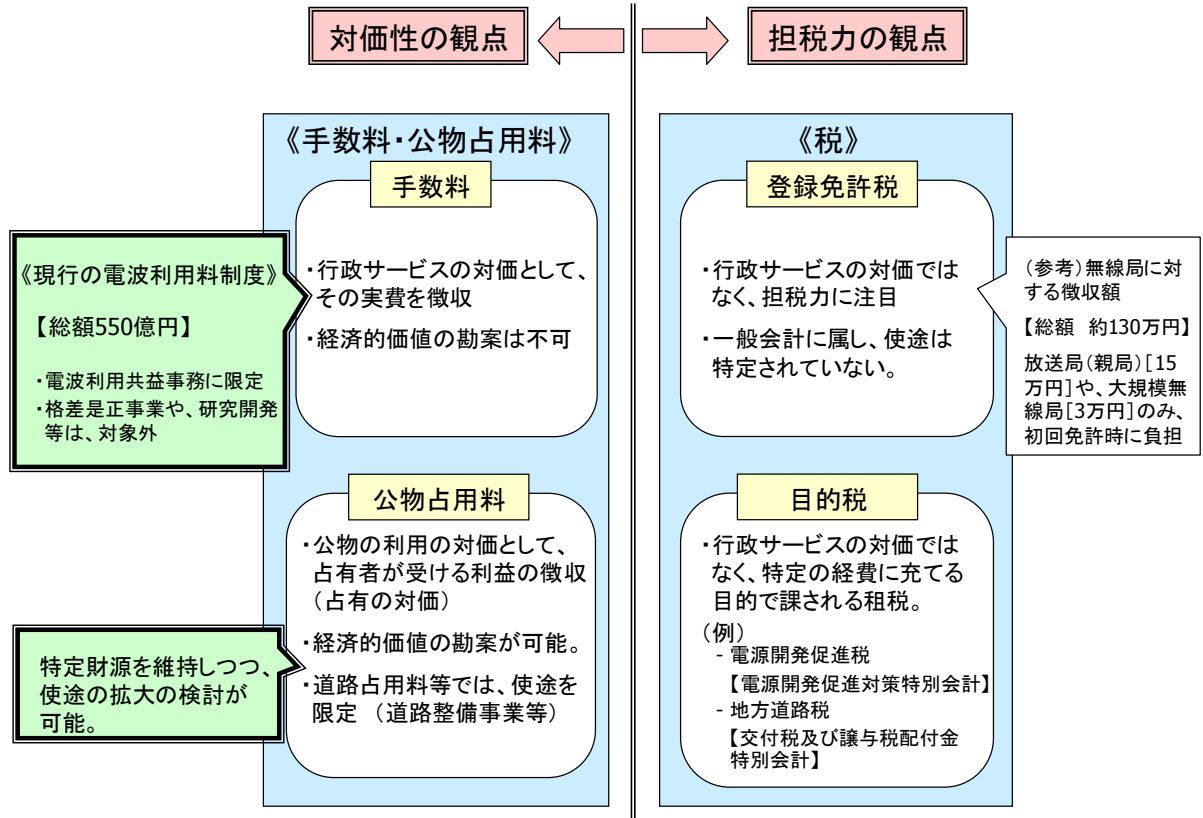 対価性の観点
担税力の観点
《手数料・公物占用料》
手数料
・行政サービスの対価として、
その実費を徴収
・経済的価値の勘案は不可
《現行の電波利用料制度》
【総額550億円】
・電波利用共益事務に限定
・格差是正事業や、研究開発
等は、対象外
公物占用料
・公物の利用の対価として、
占有者が受ける利益の徴収
（占有の対価）
・経済的価値の勘案が可能。
・道路占用料等では、使途を
限定 （道路整備事業等）
特定財源を維持しつつ、
使途の拡大の検討が
可能。
《税》
登録免許税
・行政サービスの対価では
なく、担税力に注目
・一般会計に属し、使途は
特定されていない。
（参考）無線局に対
する徴収額
【総額 約130万円】
放送局（親局）［15
万円］や、大規模無
線局［3万円］のみ、
初回免許時に負担
目的税
・行政サービスの対価では
なく、特定の経費に充てる
目的で課される租税。
（例）
- 電源開発促進税
【電源開発促進対策特別会計】
- 地方道路税
【交付税及び譲与税配付金
特別会計】